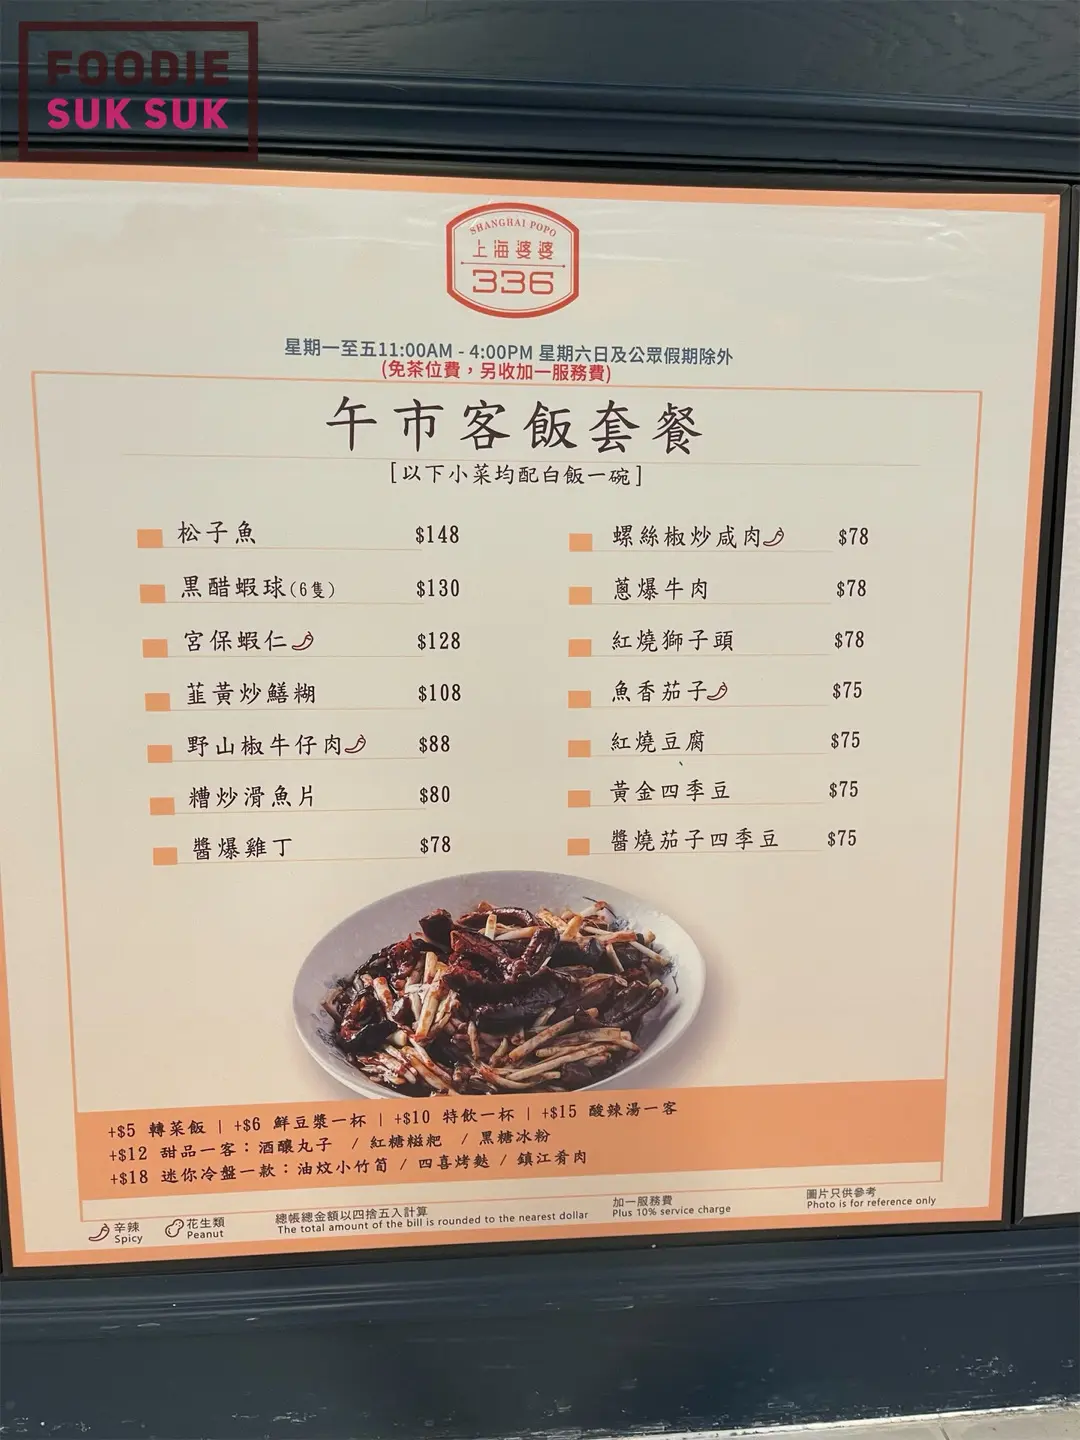 FOODIE
SUK SUK
SHANGHAI POPO
上海婆婆
336
星期一至五11:00AM - 4:00PM 星期六日及公眾假期除外
(免茶位費，另收加一服務費)
午市客飯套餐
[以下小菜均配白飯一碗]
松子魚 $148
黑醋蝦球(6隻) $130
宮保蝦仁 $128
韮黃炒鱔糊 $108
野山椒牛仔肉 $88
糟炒滑魚片 $80
醬爆雞丁 $78
螺絲椒炒咸肉 $78
蔥爆牛肉 $78
紅燒獅子頭 $78
魚香茄子 $75
紅燒豆腐 $75
黃金四季豆 $75
醬燒茄子四季豆 $75
+$5 轉菜飯 | +$6 鮮豆漿一杯 | +$10 特飲一杯 | +$15 酸辣湯一客
+$12 甜品一客：酒釀丸子 / 紅糖糍粑 / 黑糖冰粉
+$18 迷你冷盤一款：油炆小竹筍 / 四喜烤麩 / 鎮江肴肉
辛辣
Spicy
花生類
Peanut
總帳總金額以四捨五入計算
The total amount of the bill is rounded to the nearest dollar
加一服務費
Plus 10% service charge
圖片只供參考
Photo is for reference only